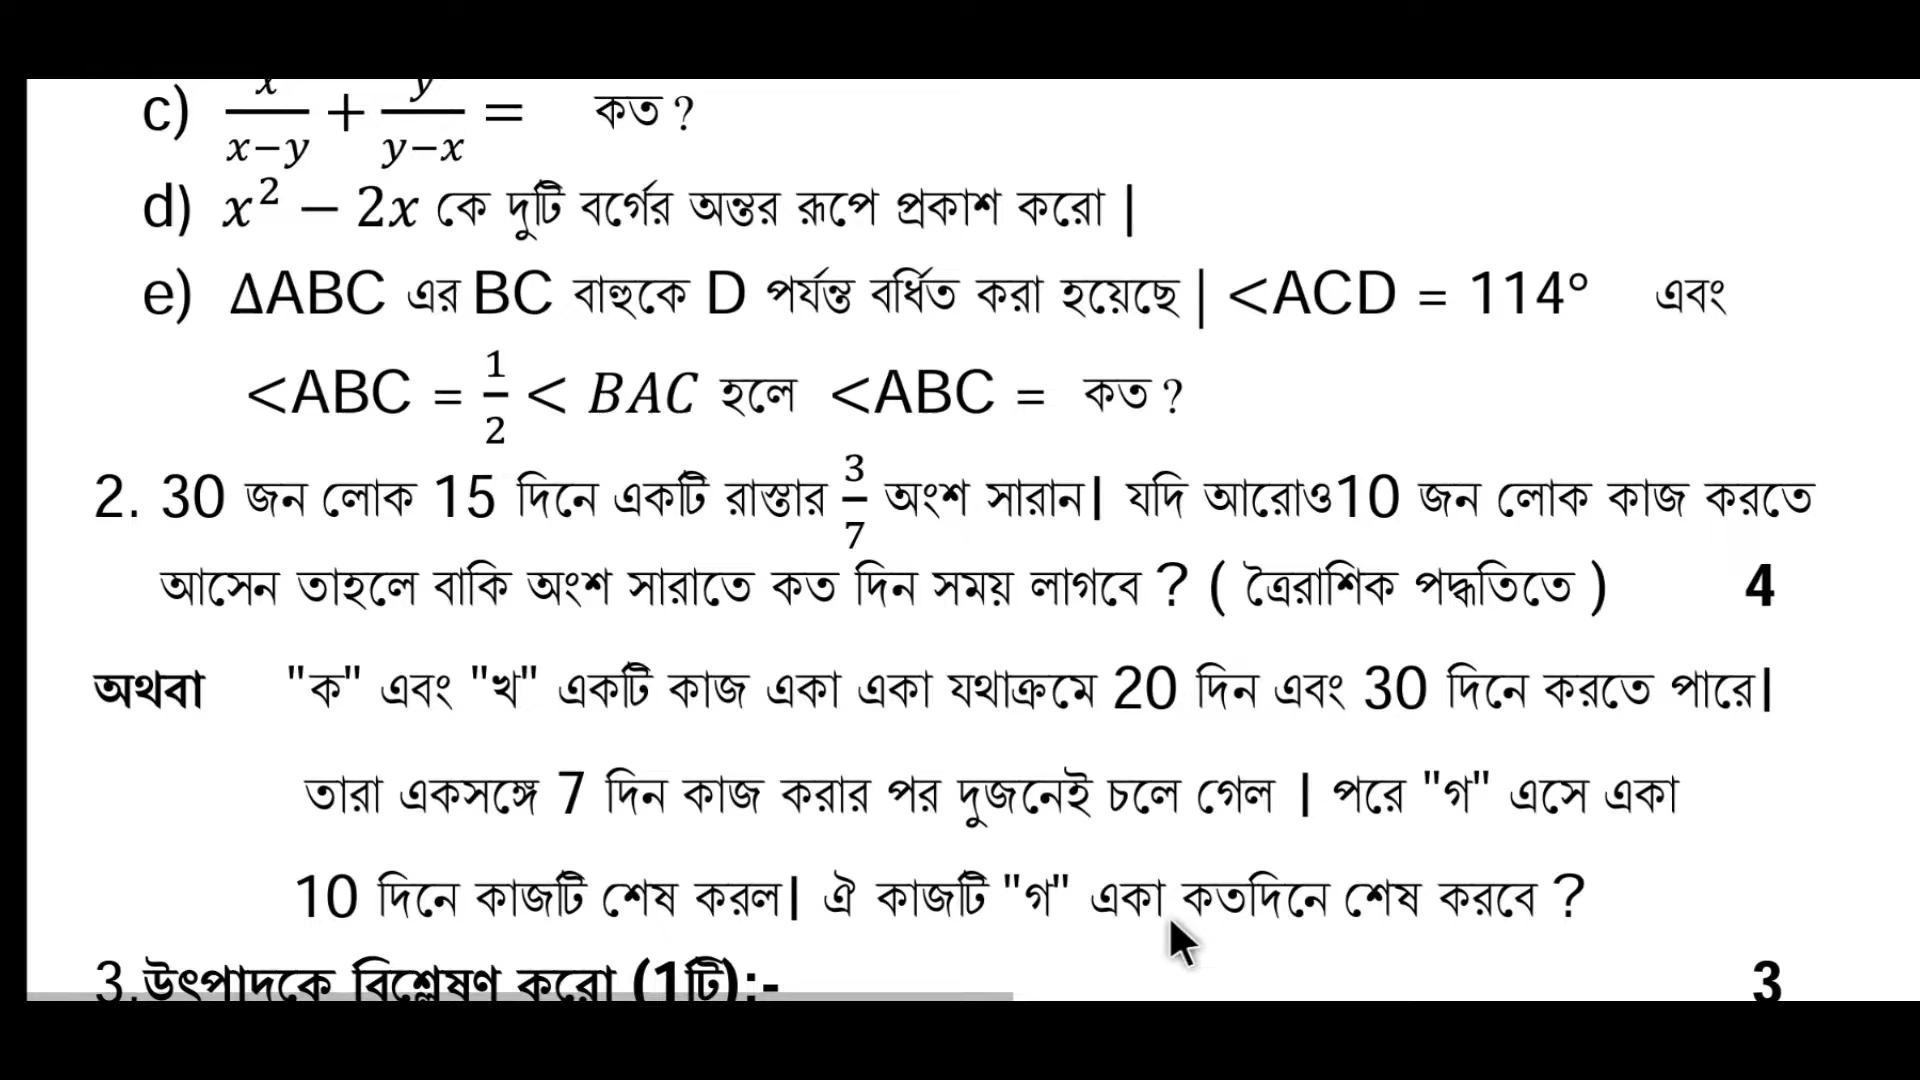 c) x/(x−y) + y/(y−x) = কত ?
d) x² − 2x কে দুটি বর্গের অন্তর রূপে প্রকাশ করো |
e) ΔABC এর BC বাহুকে D পর্যন্ত বর্ধিত করা হয়েছে | <ACD = 114° এবং
<ABC = 1/2 < BAC হলে <ABC = কত ?
2. 30 জন লোক 15 দিনে একটি রাস্তার 3/7 অংশ সারান| যদি আরোও10 জন লোক কাজ করতে
আসেন তাহলে বাকি অংশ সারাতে কত দিন সময় লাগবে ? ( ত্রৈরাশিক পদ্ধতিতে ) 4
অথবা "ক" এবং "খ" একটি কাজ একা একা যথাক্রমে 20 দিন এবং 30 দিনে করতে পারে|
তারা একসঙ্গে 7 দিন কাজ করার পর দুজনেই চলে গেল | পরে "গ" এসে একা
10 দিনে কাজটি শেষ করল| ঐ কাজটি "গ" একা কতদিনে শেষ করবে ?
3.উৎপাদকে বিশ্লেষণ করো (1টি):- 3